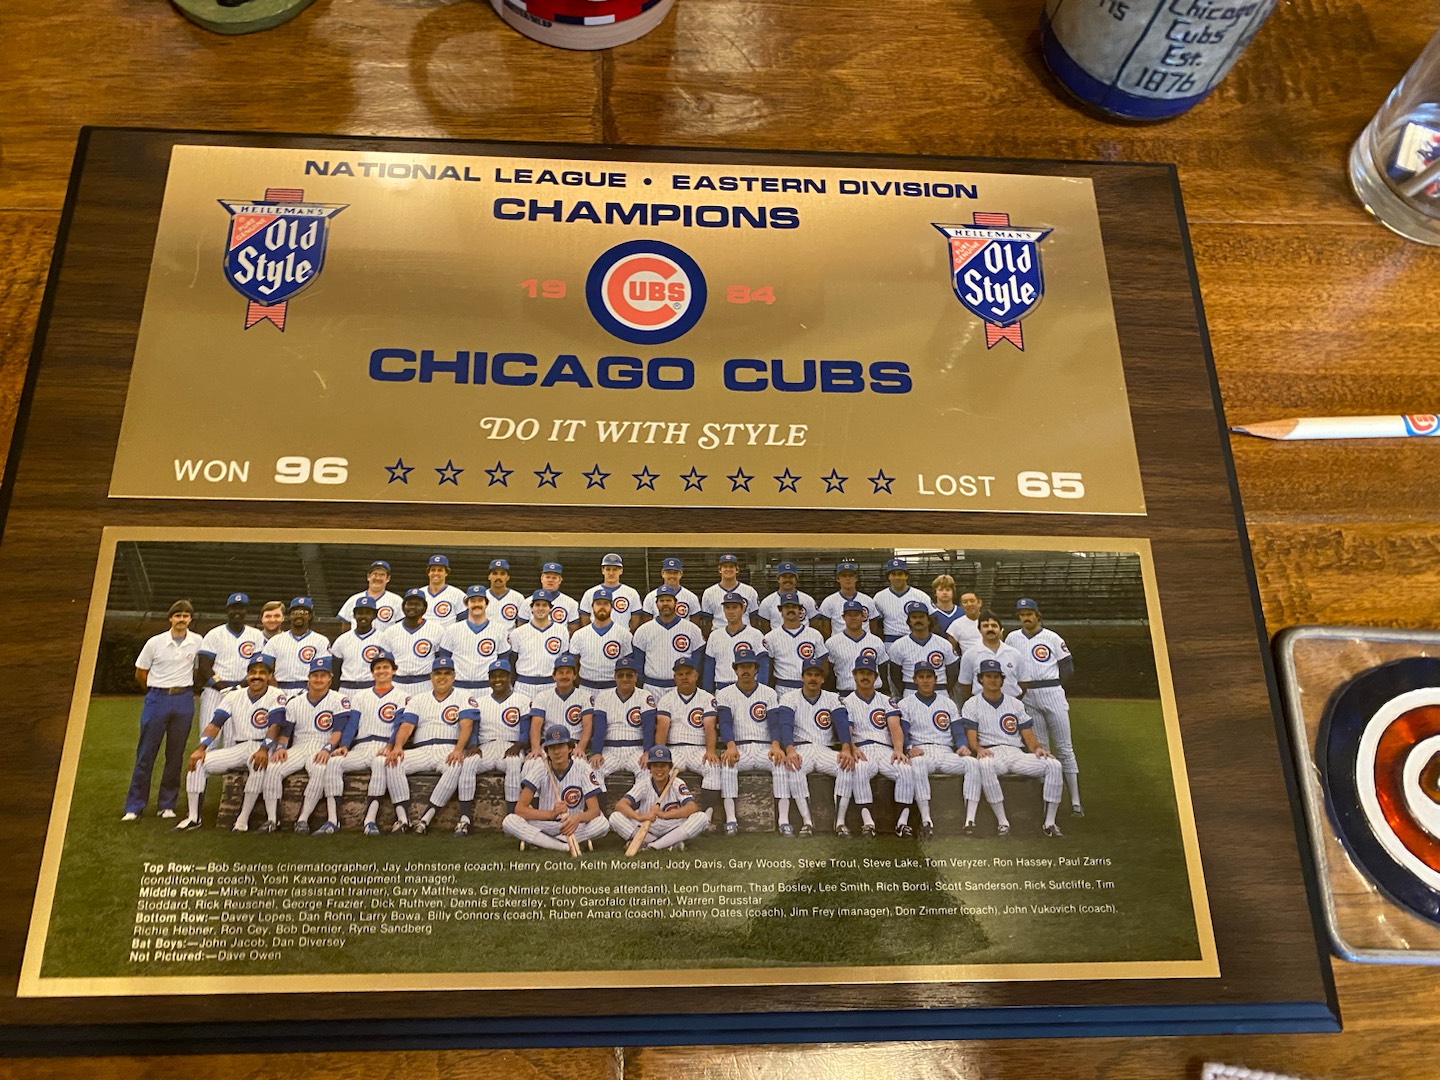 Chicago
Cubs
Est.
1876
NATIONAL LEAGUE • EASTERN DIVISION
CHAMPIONS
HEILEMAN'S
PURE GENUINE
Old
Style
HEILEMAN'S
PURE GENUINE
Old
Style
19 CUBS 84
CHICAGO CUBS
DO IT WITH STYLE
WON 96 LOST 65
Top Row:—Bob Searles (cinematographer), Jay Johnstone (coach), Henry Cotto, Keith Moreland, Jody Davis, Gary Woods, Steve Trout, Steve Lake, Tom Veryzer, Ron Hassey, Paul Zarris
(conditioning coach), Yosh Kawano (equipment manager).
Middle Row:—Mike Palmer (assistant trainer), Gary Matthews, Greg Nimietz (clubhouse attendant), Leon Durham, Thad Bosley, Lee Smith, Rich Bordi, Scott Sanderson, Rick Sutcliffe, Tim
Stoddard, Rick Reuschel, George Frazier, Dick Ruthven, Dennis Eckersley, Tony Garofalo (trainer), Warren Brusstar
Bottom Row:—Davey Lopes, Dan Rohn, Larry Bowa, Billy Connors (coach), Ruben Amaro (coach), Johnny Oates (coach), Jim Frey (manager), Don Zimmer (coach), John Vukovich (coach),
Richie Hebner, Ron Cey, Bob Dernier, Ryne Sandberg
Bat Boys:—John Jacob, Dan Diversey
Not Pictured:—Dave Owen